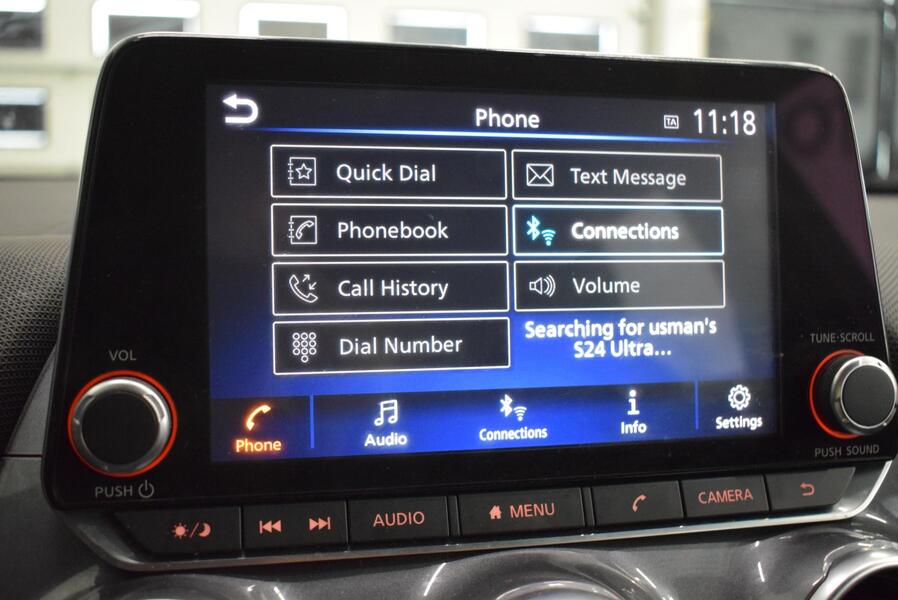 Phone
TA 11:18
Quick Dial
Text Message
Phonebook
Connections
Call History
Volume
Dial Number
Searching for usman's
S24 Ultra...
Phone
Audio
Connections
Info
Settings
VOL
PUSH
TUNE·SCROLL
PUSH SOUND
AUDIO
MENU
CAMERA